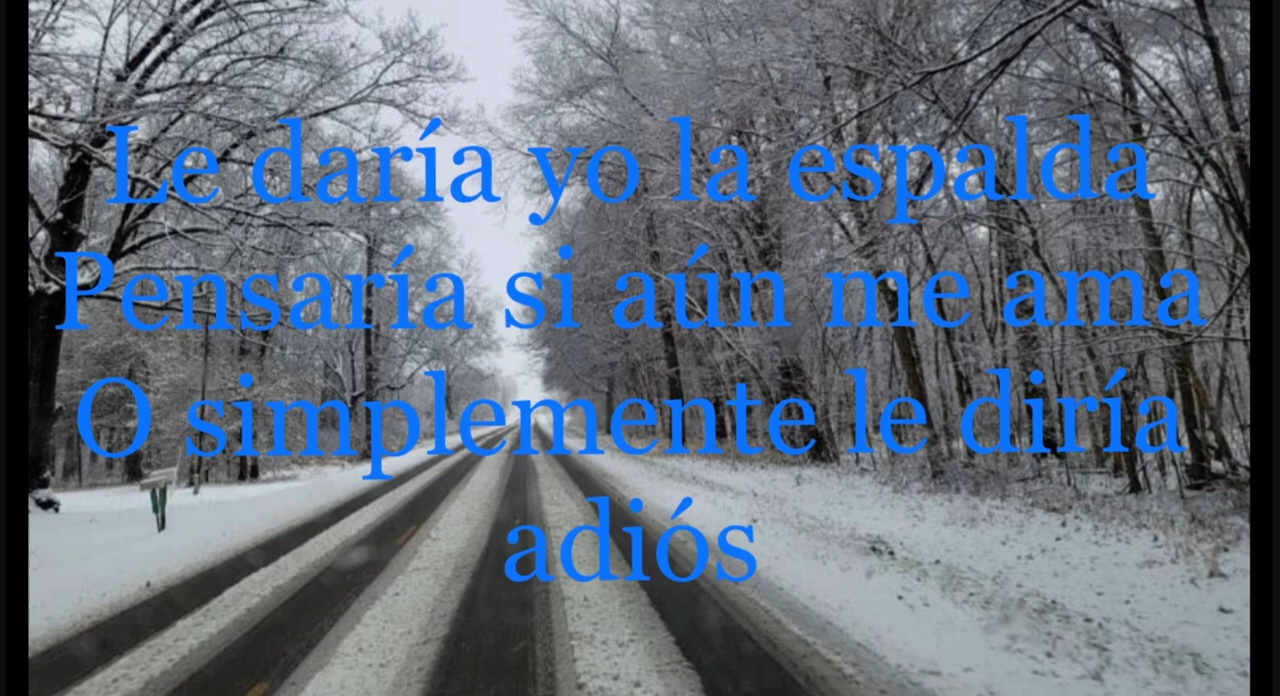 Le daría yo la espalda
Pensaría si aún me ama
O simplemente le diría
adiós